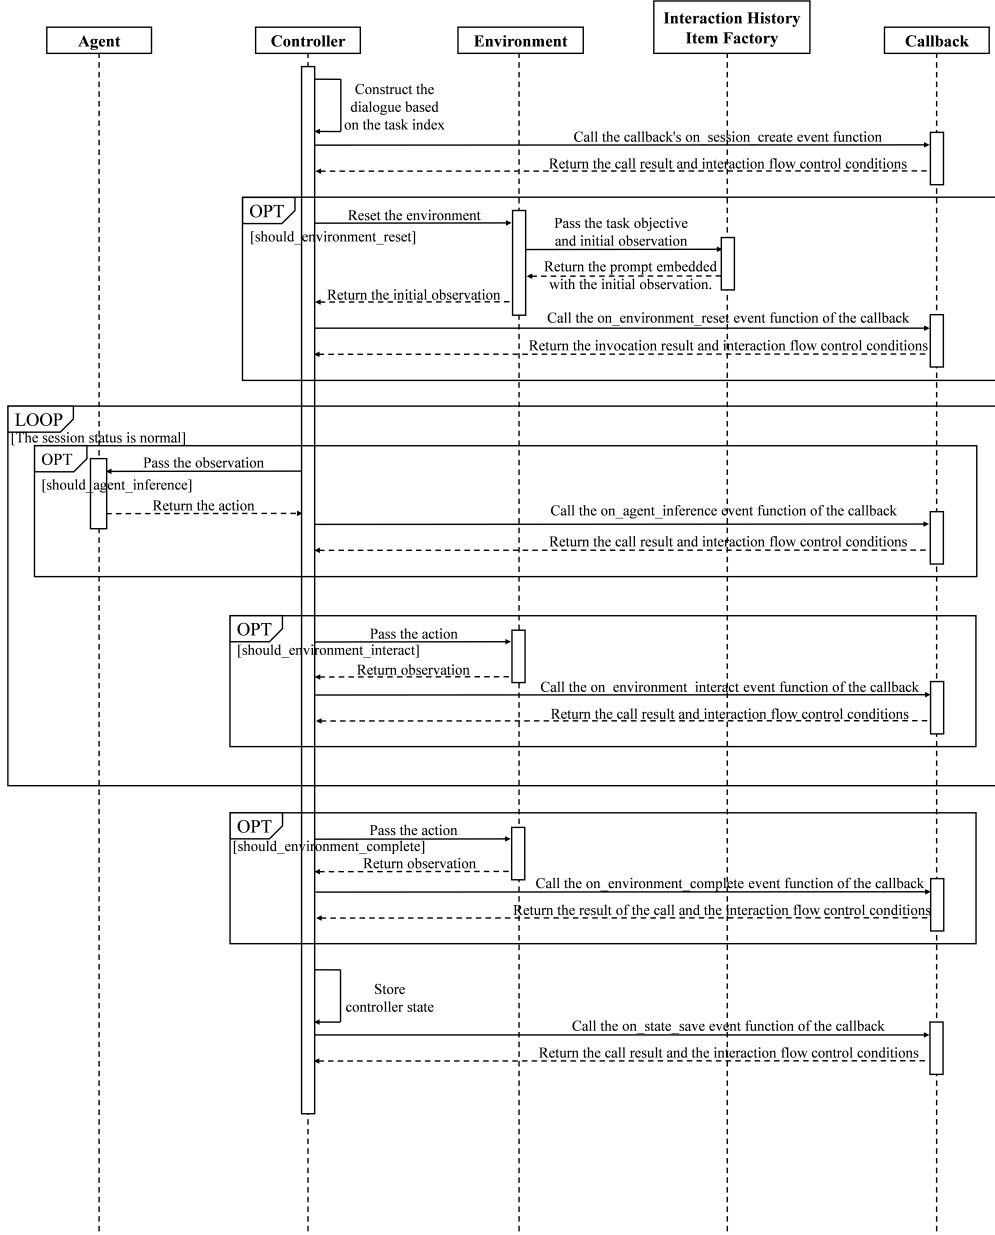 Agent
Controller
Environment
Interaction History
Item Factory
Callback
Construct the
dialogue based
on the task index
Call the callback's on_session_create event function
Return the call result and interaction flow control conditions
OPT
[should_environment_reset]
Reset the environment
Pass the task objective
and initial observation
Return the prompt embedded
with the initial observation.
Return the initial observation
Call the on_environment_reset event function of the callback
Return the invocation result and interaction flow control conditions
LOOP
[The session status is normal]
OPT
Pass the observation
[should_agent_inference]
Return the action
Call the on_agent_inference event function of the callback
Return the call result and interaction flow control conditions
OPT
Pass the action
[should_environment_interact]
Return observation
Call the on_environment_interact event function of the callback
Return the call result and interaction flow control conditions
OPT
Pass the action
[should_environment_complete]
Return observation
Call the on_environment_complete event function of the callback
Return the result of the call and the interaction flow control conditions
Store
controller state
Call the on_state_save event function of the callback
Return the call result and the interaction flow control conditions